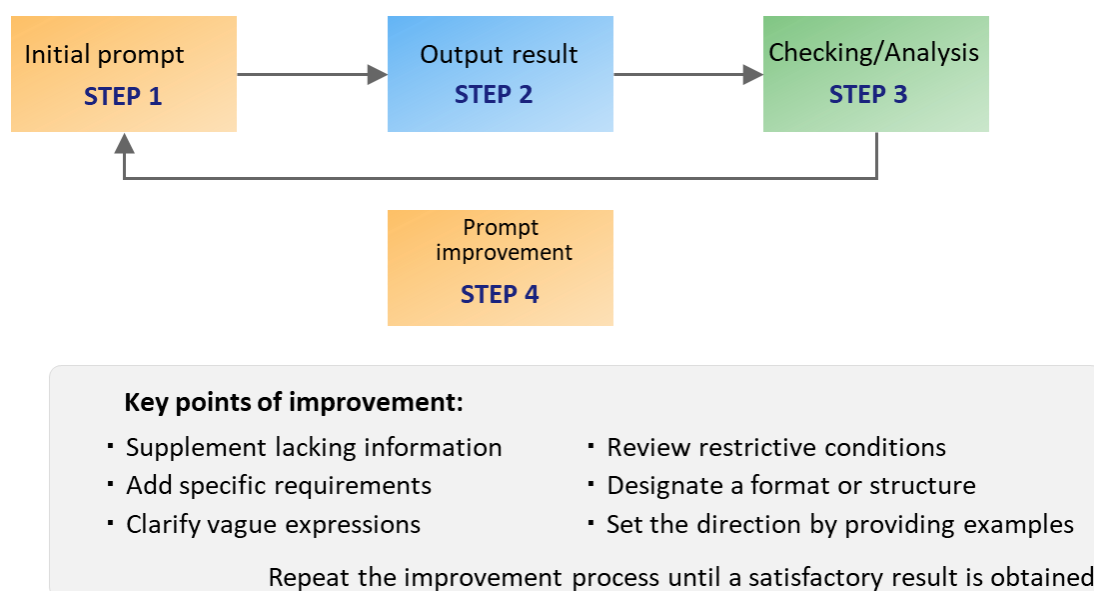 Initial prompt
STEP 1
Output result
STEP 2
Checking/Analysis
STEP 3
Prompt
improvement
STEP 4
Key points of improvement:
・Supplement lacking information
・Add specific requirements
・Clarify vague expressions
・Review restrictive conditions
・Designate a format or structure
・Set the direction by providing examples
Repeat the improvement process until a satisfactory result is obtained